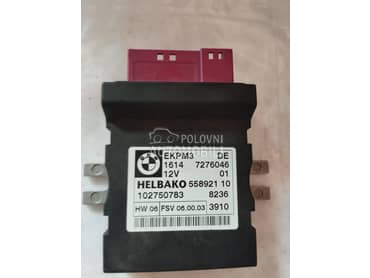 POLOVNI
AUTOMOBILI
EKPM3 DE
1614 7276046
12V 01
HELBAKO 558921 10
102750783 8236
HW 06 FSV 06.00.03 3910